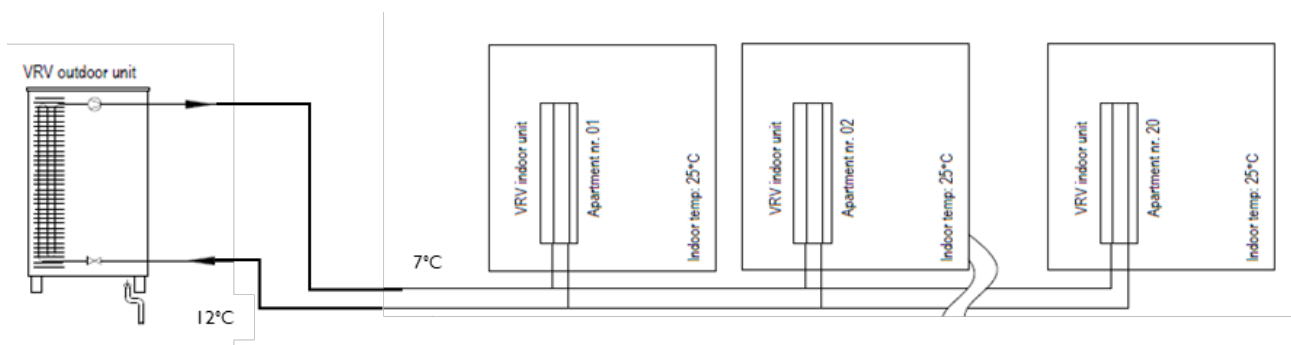 VRV outdoor unit
12°C
7°C
VRV indoor unit
Apartment nr. 01
Indoor temp: 25°C
VRV indoor unit
Apartment nr. 02
Indoor temp: 25°C
VRV indoor unit
Apartment nr. 20
Indoor temp: 25°C